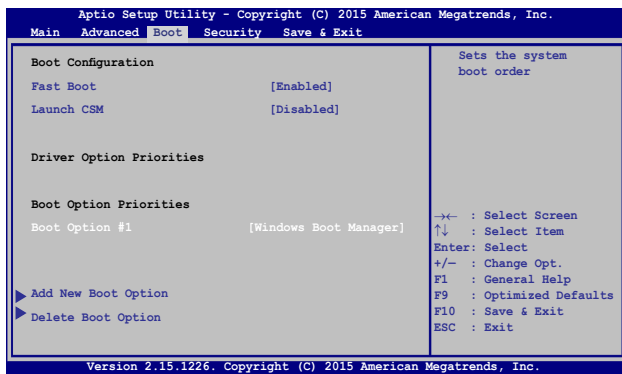 Aptio Setup Utility - Copyright (C) 2015 American Megatrends, Inc.
Main Advanced Boot Security Save & Exit
Boot Configuration
Fast Boot [Enabled]
Launch CSM [Disabled]
Driver Option Priorities
Boot Option Priorities
Boot Option #1 [Windows Boot Manager]
Add New Boot Option
Delete Boot Option
Sets the system
boot order
→← : Select Screen
↑↓ : Select Item
Enter: Select
+/— : Change Opt.
F1 : General Help
F9 : Optimized Defaults
F10 : Save & Exit
ESC : Exit
Version 2.15.1226. Copyright (C) 2015 American Megatrends, Inc.